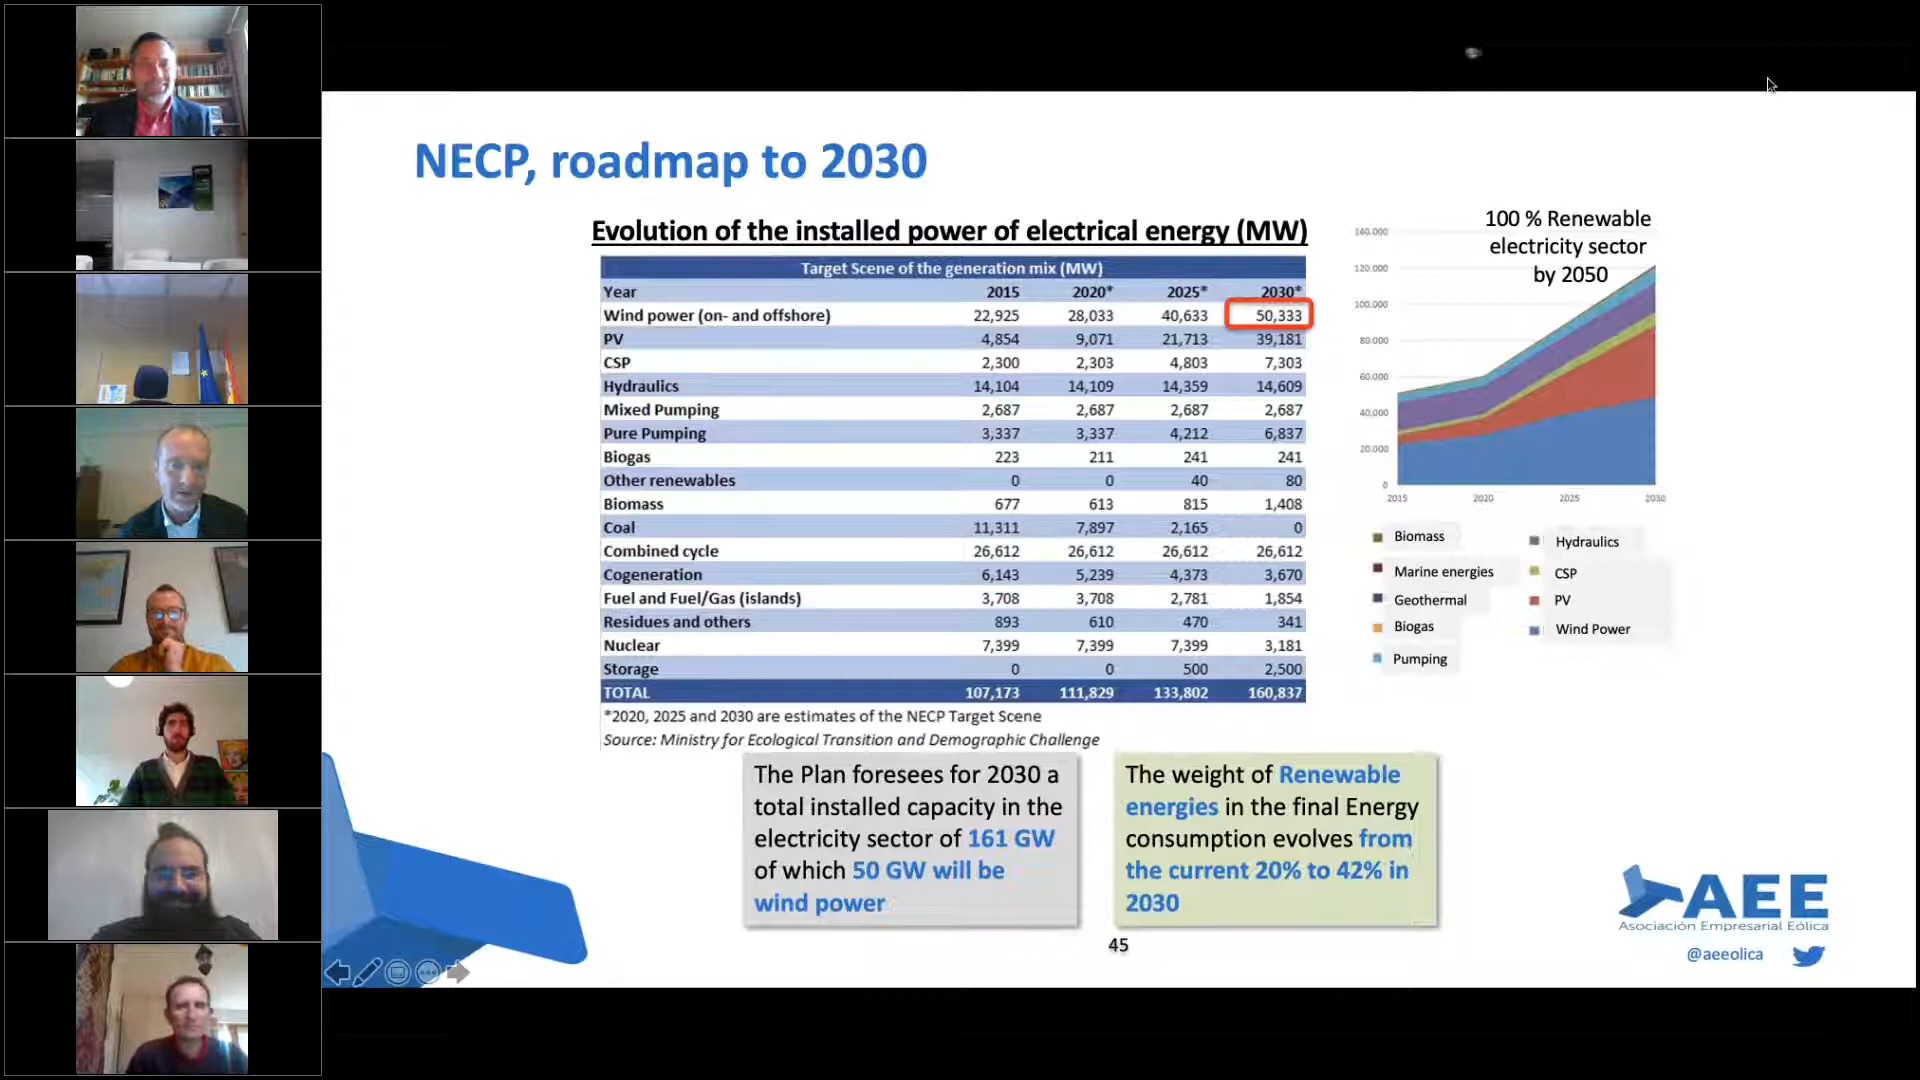 NECP, roadmap to 2030
Evolution of the installed power of electrical energy (MW)
Target Scene of the generation mix (MW)
Year 2015 2020* 2025* 2030*
Wind power (on- and offshore) 22,925 28,033 40,633 50,333
PV 4,854 9,071 21,713 39,181
CSP 2,300 2,303 4,803 7,303
Hydraulics 14,104 14,109 14,359 14,609
Mixed Pumping 2,687 2,687 2,687 2,687
Pure Pumping 3,337 3,337 4,212 6,837
Biogas 223 211 241 241
Other renewables 0 0 40 80
Biomass 677 613 815 1,408
Coal 11,311 7,897 2,165 0
Combined cycle 26,612 26,612 26,612 26,612
Cogeneration 6,143 5,239 4,373 3,670
Fuel and Fuel/Gas (islands) 3,708 3,708 2,781 1,854
Residues and others 893 610 470 341
Nuclear 7,399 7,399 7,399 3,181
Storage 0 0 500 2,500
TOTAL 107,173 111,829 133,802 160,837
*2020, 2025 and 2030 are estimates of the NECP Target Scene
Source: Ministry for Ecological Transition and Demographic Challenge
100 % Renewable
electricity sector
by 2050
140.000
120.000
100.000
80.000
60.000
40.000
20.000
0
2015 2020 2025 2030
Biomass
Marine energies
Geothermal
Biogas
Pumping
Hydraulics
CSP
PV
Wind Power
The Plan foresees for 2030 a
total installed capacity in the
electricity sector of 161 GW
of which 50 GW will be
wind power
The weight of Renewable
energies in the final Energy
consumption evolves from
the current 20% to 42% in
2030
45
AEE
Asociación Empresarial Eólica
@aeeolica